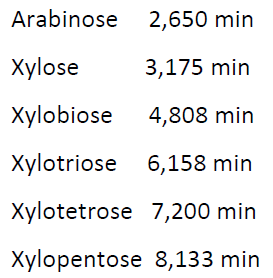 Arabinose 2,650 min
Xylose 3,175 min
Xylobiose 4,808 min
Xylotriose 6,158 min
Xylotetrose 7,200 min
Xylopentose 8,133 min